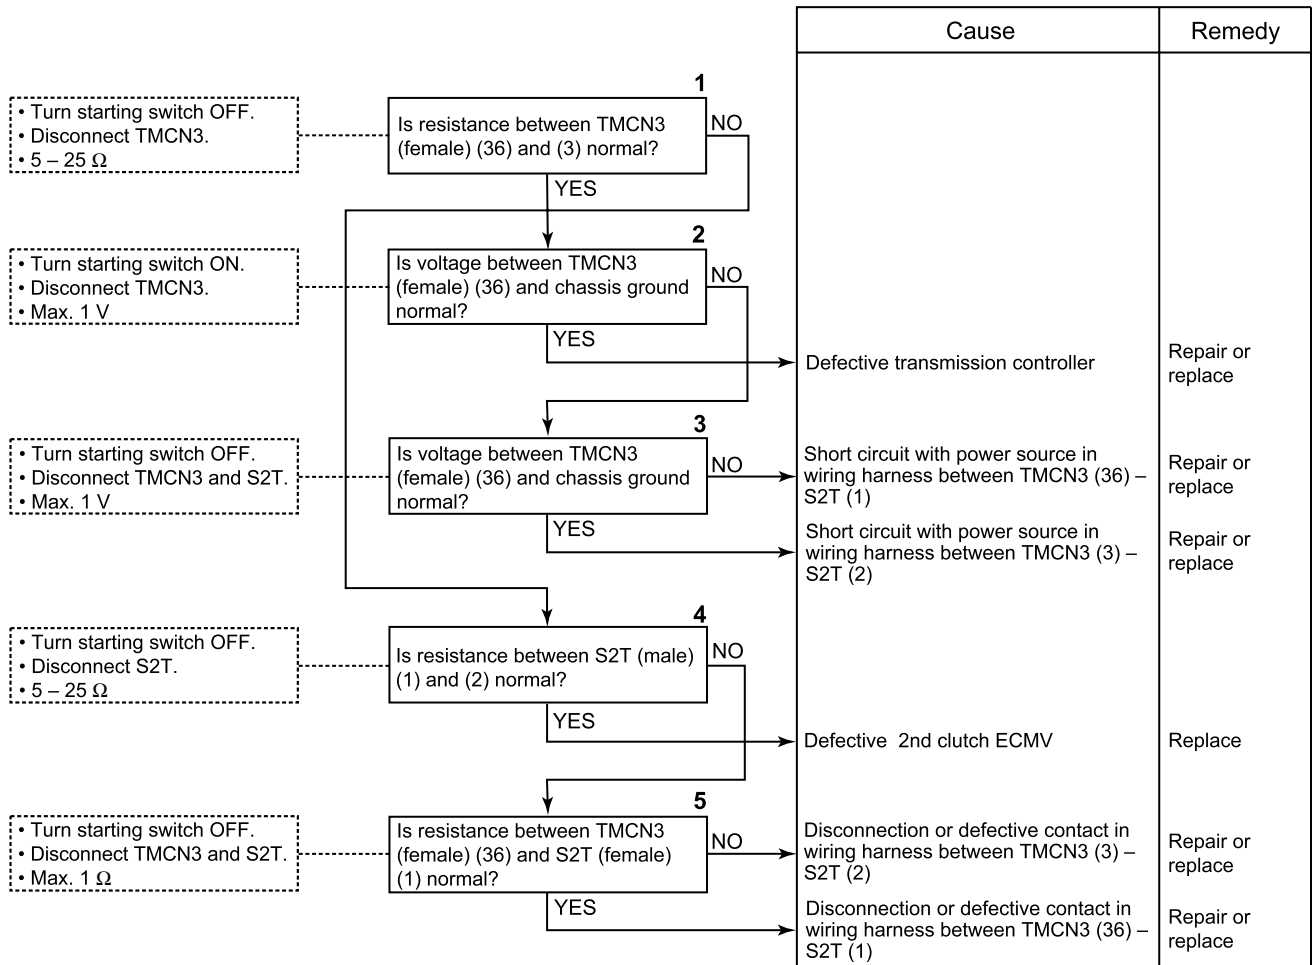 Cause
Remedy
1
• Turn starting switch OFF.
• Disconnect TMCN3.
• 5 – 25 Ω
Is resistance between TMCN3
(female) (36) and (3) normal?
NO
YES
2
• Turn starting switch ON.
• Disconnect TMCN3.
• Max. 1 V
Is voltage between TMCN3
(female) (36) and chassis ground
normal?
NO
YES
Defective transmission controller
Repair or
replace
3
• Turn starting switch OFF.
• Disconnect TMCN3 and S2T.
• Max. 1 V
Is voltage between TMCN3
(female) (36) and chassis ground
normal?
NO
Short circuit with power source in
wiring harness between TMCN3 (36) –
S2T (1)
Repair or
replace
YES
Short circuit with power source in
wiring harness between TMCN3 (3) –
S2T (2)
Repair or
replace
4
• Turn starting switch OFF.
• Disconnect S2T.
• 5 – 25 Ω
Is resistance between S2T (male)
(1) and (2) normal?
NO
YES
Defective 2nd clutch ECMV
Replace
5
• Turn starting switch OFF.
• Disconnect TMCN3 and S2T.
• Max. 1 Ω
Is resistance between TMCN3
(female) (36) and S2T (female)
(1) normal?
NO
Disconnection or defective contact in
wiring harness between TMCN3 (3) –
S2T (2)
Repair or
replace
YES
Disconnection or defective contact in
wiring harness between TMCN3 (36) –
S2T (1)
Repair or
replace